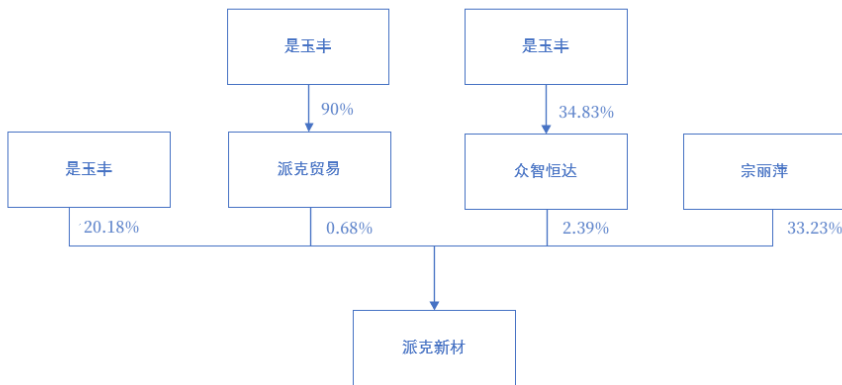 是玉丰
是玉丰
90%
34.83%
是玉丰
派克贸易
众智恒达
宗丽萍
20.18%
0.68%
2.39%
33.23%
派克新材